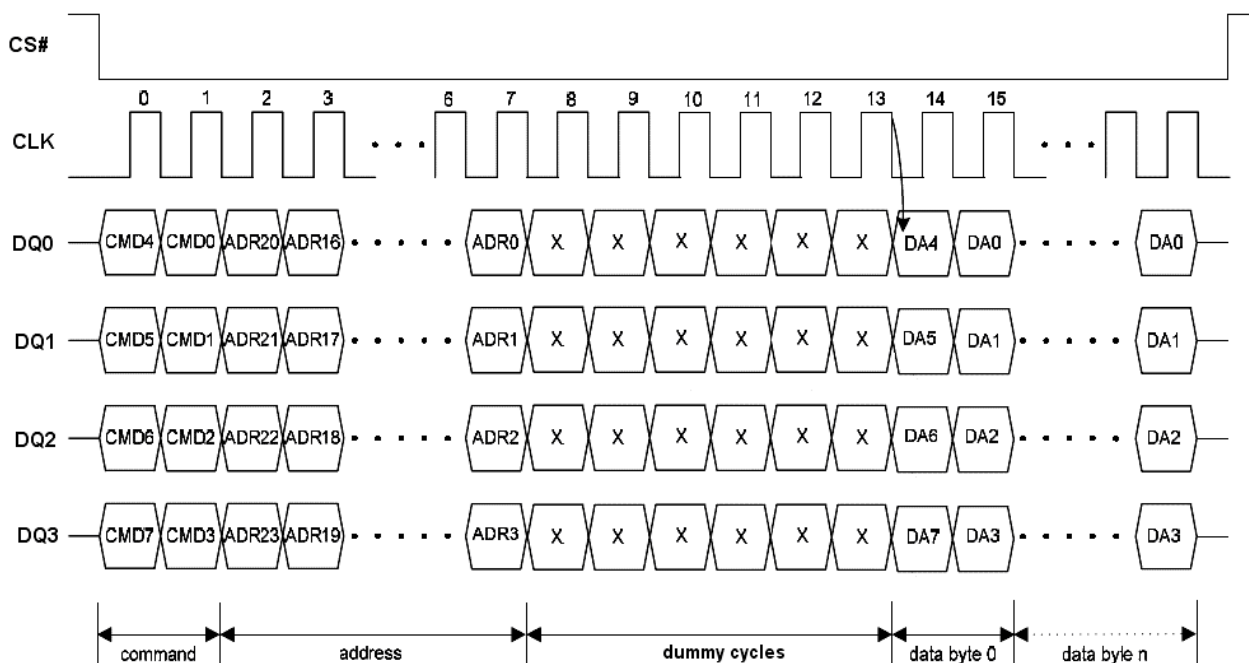 CS#
0 1 2 3 6 7 8 9 10 11 12 13 14 15
CLK
DQ0 CMD4 CMD0 ADR20 ADR16 ADR0 X X X X X X DA4 DA0 DA0
DQ1 CMD5 CMD1 ADR21 ADR17 ADR1 X X X X X X DA5 DA1 DA1
DQ2 CMD6 CMD2 ADR22 ADR18 ADR2 X X X X X X DA6 DA2 DA2
DQ3 CMD7 CMD3 ADR23 ADR19 ADR3 X X X X X X DA7 DA3 DA3
command address dummy cycles data byte 0 data byte n